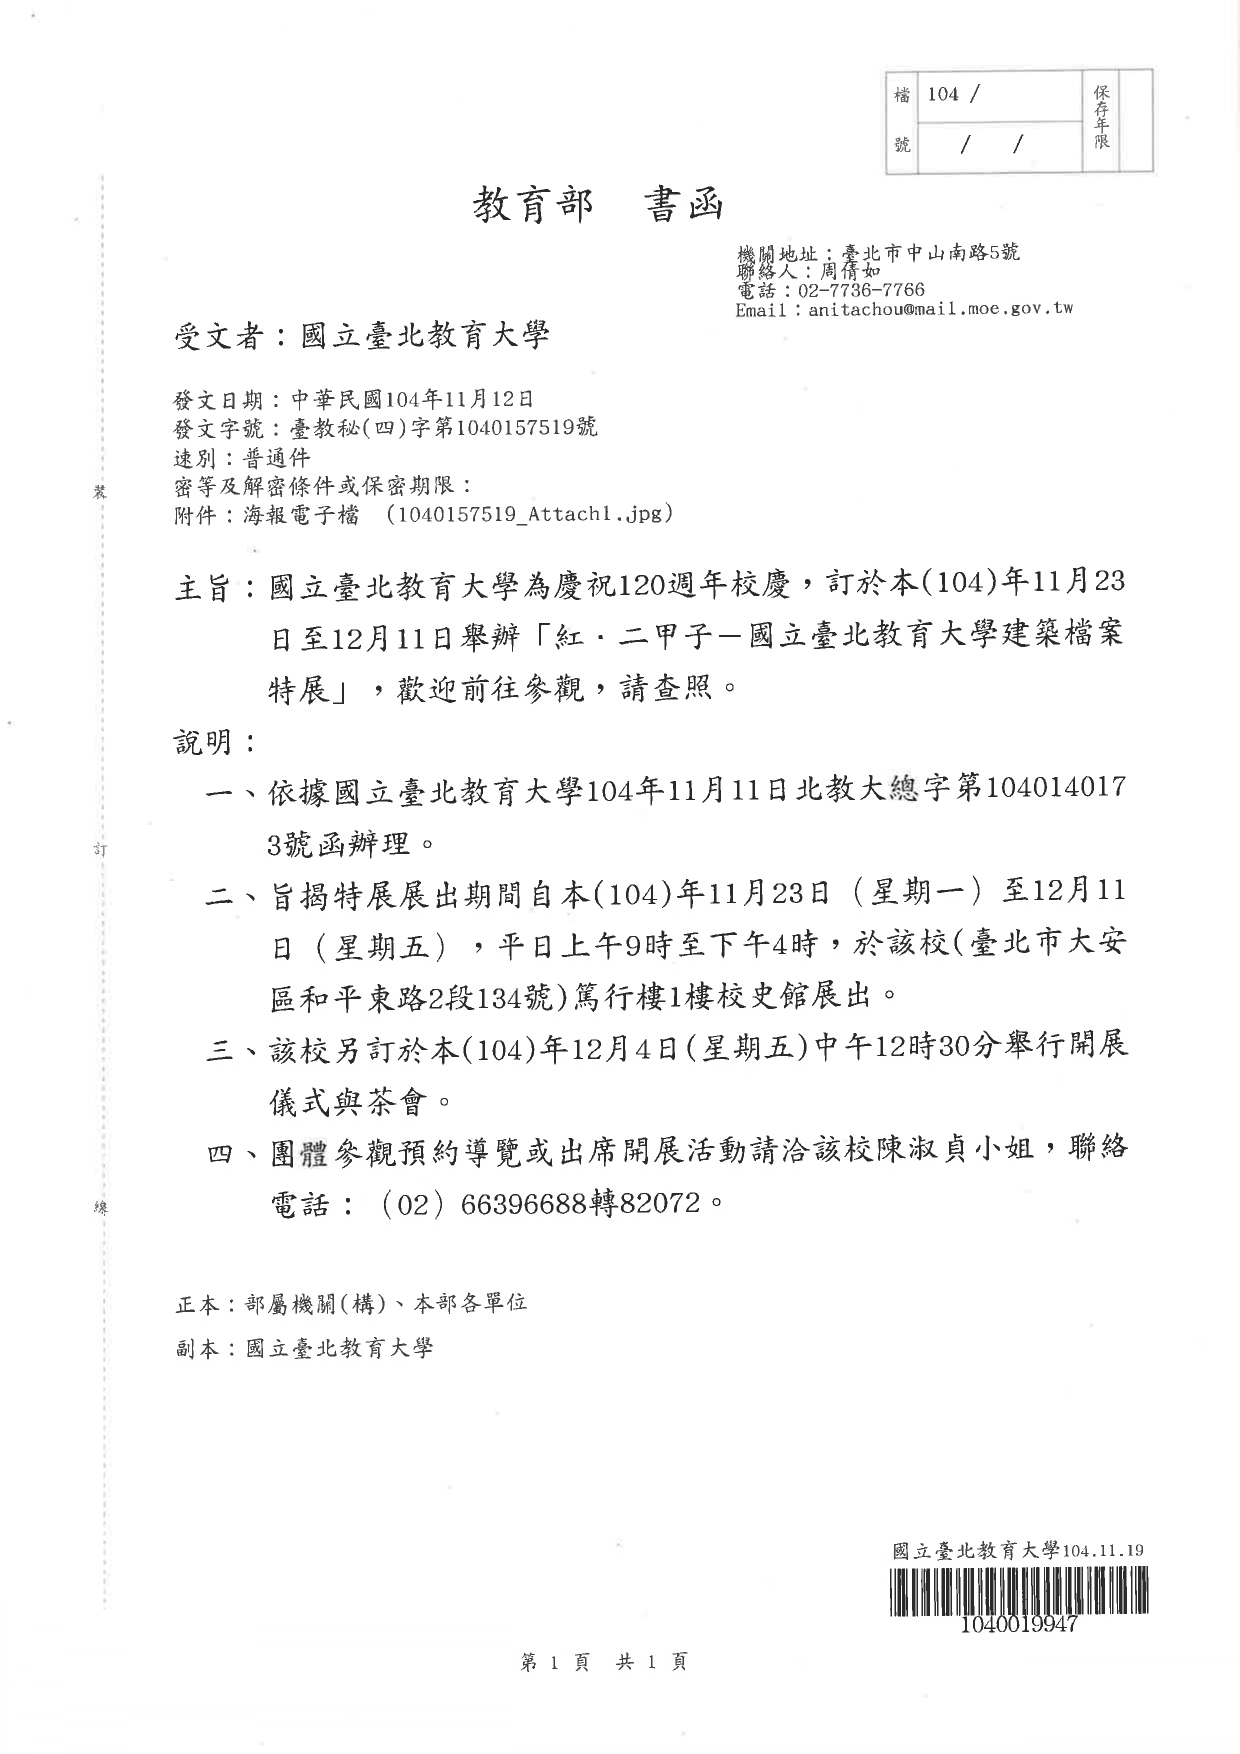 檔號
104 /
/ /
保存年限
教育部 書函
機關地址：臺北市中山南路5號
聯絡人：周倩如
電話：02-7736-7766
Email：anitachou@mail.moe.gov.tw
受文者：國立臺北教育大學
發文日期：中華民國104年11月12日
發文字號：臺教秘(四)字第1040157519號
速別：普通件
密等及解密條件或保密期限：
附件：海報電子檔 （1040157519_Attach1.jpg）
主旨：國立臺北教育大學為慶祝120週年校慶，訂於本(104)年11月23
日至12月11日舉辦「紅．二甲子－國立臺北教育大學建築檔案
特展」，歡迎前往參觀，請查照。
說明：
一、依據國立臺北教育大學104年11月11日北教大總字第104014017
3號函辦理。
二、旨揭特展展出期間自本(104)年11月23日（星期一）至12月11
日（星期五），平日上午9時至下午4時，於該校(臺北市大安
區和平東路2段134號)篤行樓1樓校史館展出。
三、該校另訂於本(104)年12月4日(星期五)中午12時30分舉行開展
儀式與茶會。
四、團體參觀預約導覽或出席開展活動請洽該校陳淑貞小姐，聯絡
電話：（02）66396688轉82072。
正本：部屬機關(構)、本部各單位
副本：國立臺北教育大學
裝
訂
線
國立臺北教育大學104.11.19
1040019947
第 1 頁 共 1 頁